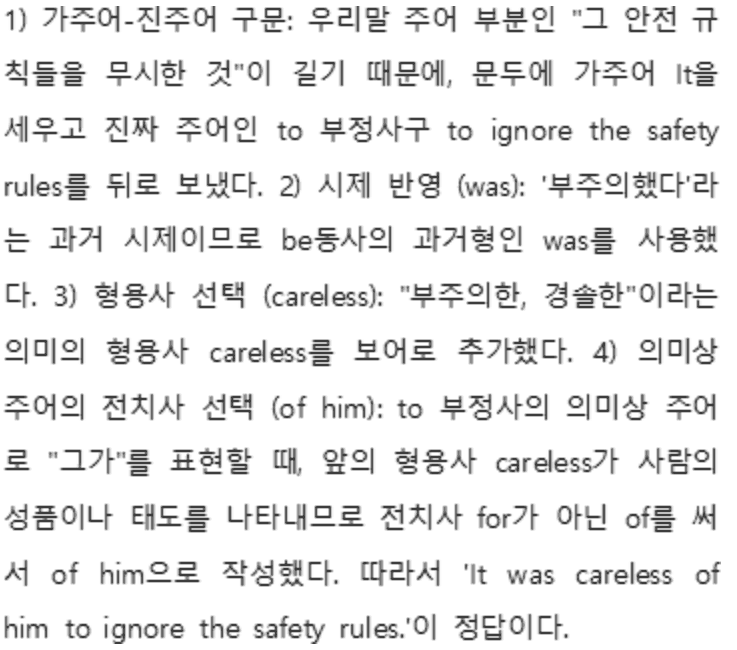 1) 가주어-진주어 구문: 우리말 주어 부분인 "그 안전 규
칙들을 무시한 것"이 길기 때문에, 문두에 가주어 It을
세우고 진짜 주어인 to 부정사구 to ignore the safety
rules를 뒤로 보냈다. 2) 시제 반영 (was): '부주의했다'라
는 과거 시제이므로 be동사의 과거형인 was를 사용했
다. 3) 형용사 선택 (careless): "부주의한, 경솔한"이라는
의미의 형용사 careless를 보어로 추가했다. 4) 의미상
주어의 전치사 선택 (of him): to 부정사의 의미상 주어
로 "그가"를 표현할 때, 앞의 형용사 careless가 사람의
성품이나 태도를 나타내므로 전치사 for가 아닌 of를 써
서 of him으로 작성했다. 따라서 'It was careless of
him to ignore the safety rules.'이 정답이다.